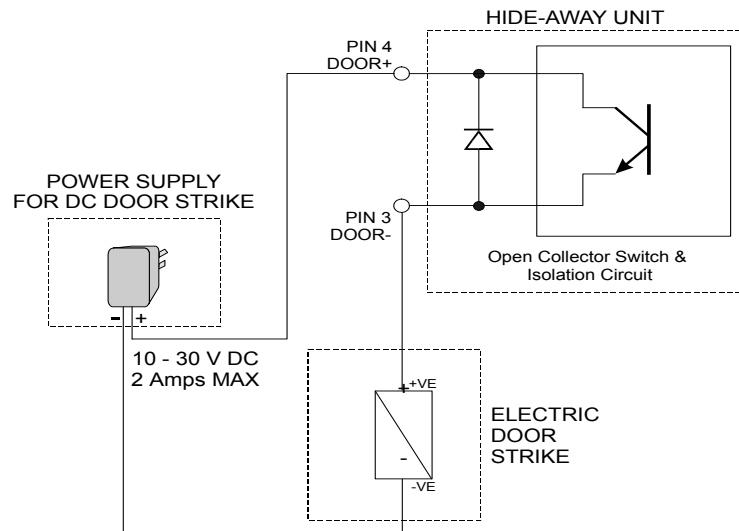 HIDE-AWAY UNIT
PIN 4
DOOR+
POWER SUPPLY
FOR DC DOOR STRIKE
PIN 3
DOOR-
Open Collector Switch &
Isolation Circuit
- +
10 - 30 V DC
2 Amps MAX
+ +VE
ELECTRIC
DOOR
STRIKE
-
-VE